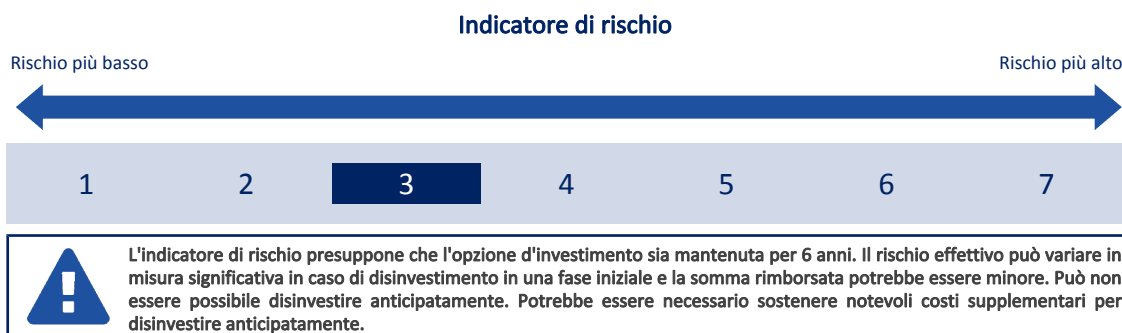 Indicatore di rischio
Rischio più basso
Rischio più alto
1 2 3 4 5 6 7
L'indicatore di rischio presuppone che l'opzione d'investimento sia mantenuta per 6 anni. Il rischio effettivo può variare in
misura significativa in caso di disinvestimento in una fase iniziale e la somma rimborsata potrebbe essere minore. Può non
essere possibile disinvestire anticipatamente. Potrebbe essere necessario sostenere notevoli costi supplementari per
disinvestire anticipatamente.